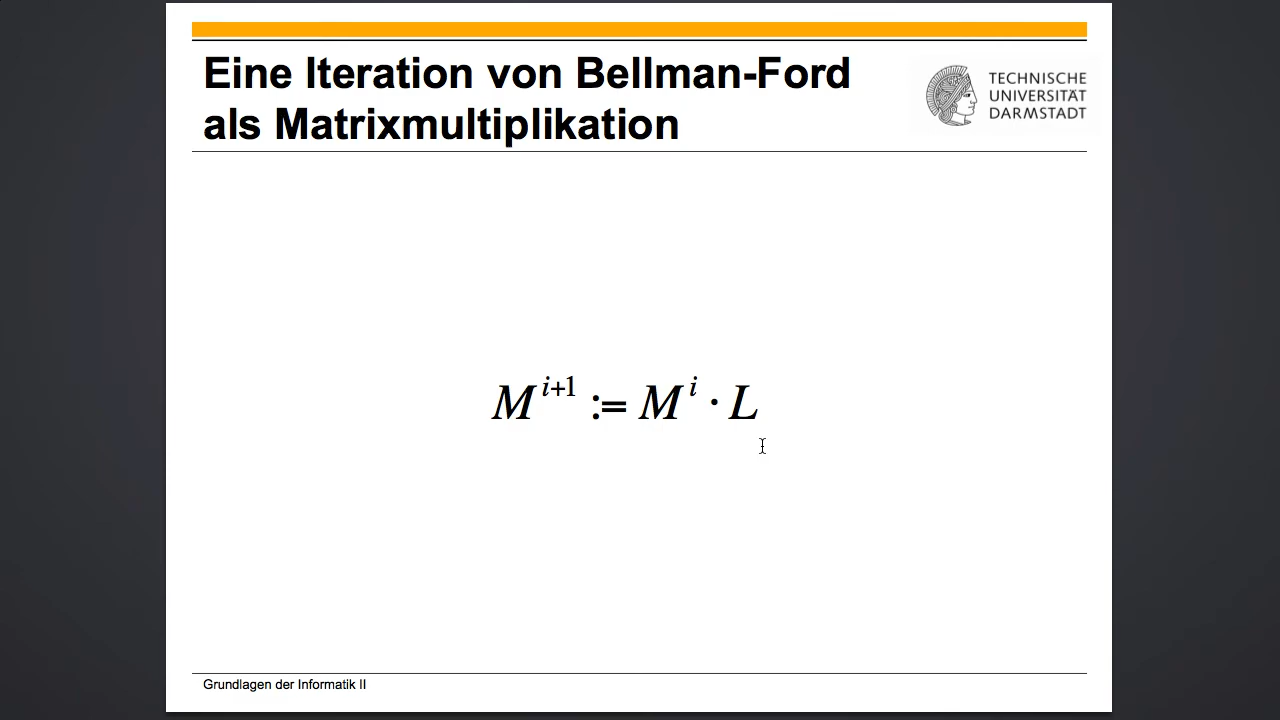 Eine Iteration von Bellman-Ford
als Matrixmultiplikation
TECHNISCHE
UNIVERSITÄT
DARMSTADT
M^{i+1} := M^i · L
Grundlagen der Informatik II